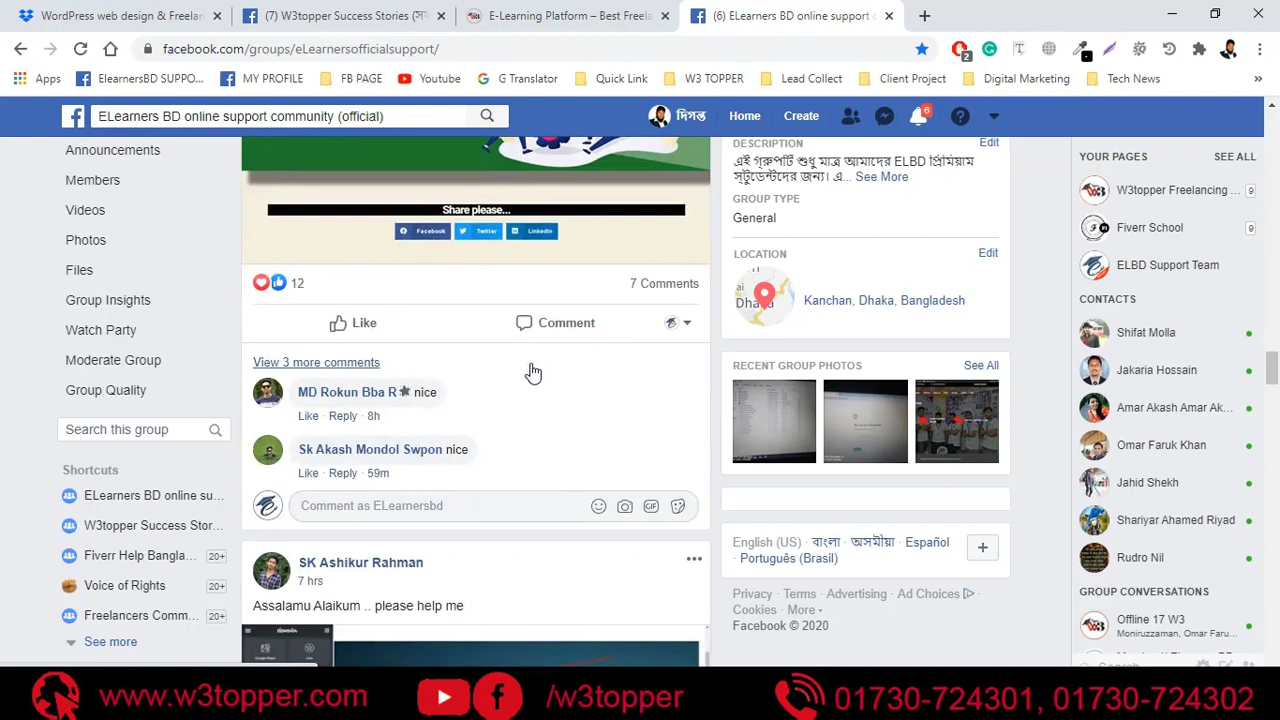 WordPress web design & Freelan
(7) W3topper Success Stories (
E-Learning Platform – Best Freela
(6) ELearners BD online support
facebook.com/groups/eLearnersofficialsupport/
2
Apps
ElearnersBD SUPPO...
MY PROFILE
FB PAGE
Youtube
G Translator
Quick Link
W3 TOPPER
Lead Collect
Client Project
Digital Marketing
Tech News
»
ELearners BD online support community (official)
দিগন্ত
Home
Create
6
Announcements
Members
Videos
Photos
Files
Group Insights
Watch Party
Moderate Group
Group Quality
Search this group
Shortcuts
ELearners BD online su...
W3topper Success Stor...
Fiverr Help Bangla... 20+
Voice of Rights 20+
Freelancers Comm... 20+
See more
Share please...
Facebook Twitter LinkedIn
12
7 Comments
Like
Comment
View 3 more comments
MD Rokun Bba R nice
Like · Reply · 8h
Sk Akash Mondol Swpon nice
Like · Reply · 59m
Comment as ELearnersbd
GIF
SK Ashikur Rahman
7 hrs
Assalamu Alaikum .. please help me
DESCRIPTION
Edit
এই গ্রুপটি শুধু মাত্র আমাদের ELBD প্রিমিয়াম
স্টুডেন্টদের জন্য। এ... See More
GROUP TYPE
General
LOCATION
Edit
Kanchan, Dhaka, Bangladesh
RECENT GROUP PHOTOS
See All
English (US) · বাংলা · অসমীয়া · Español
· Português (Brasil)
Privacy · Terms · Advertising · Ad Choices
Cookies · More
Facebook © 2020
YOUR PAGES
SEE ALL
W3topper Freelancing ... 9
Fiverr School 9
ELBD Support Team
CONTACTS
Shifat Molla
Jakaria Hossain
Amar Akash Amar Ak...
Omar Faruk Khan
Jahid Shekh
Shariyar Ahamed Riyad
Rudro Nil
GROUP CONVERSATIONS
Offline 17 W3
Moniruzzaman, Omar Faru...
Search
www.w3topper.com
/w3topper
01730-724301, 01730-724302